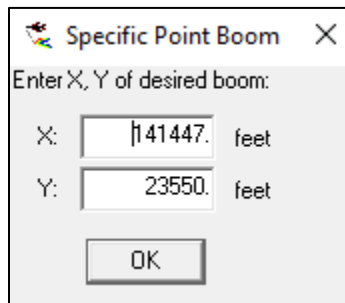 Specific Point Boom
Enter X, Y of desired boom:
X: 141447. feet
Y: 23550. feet
OK